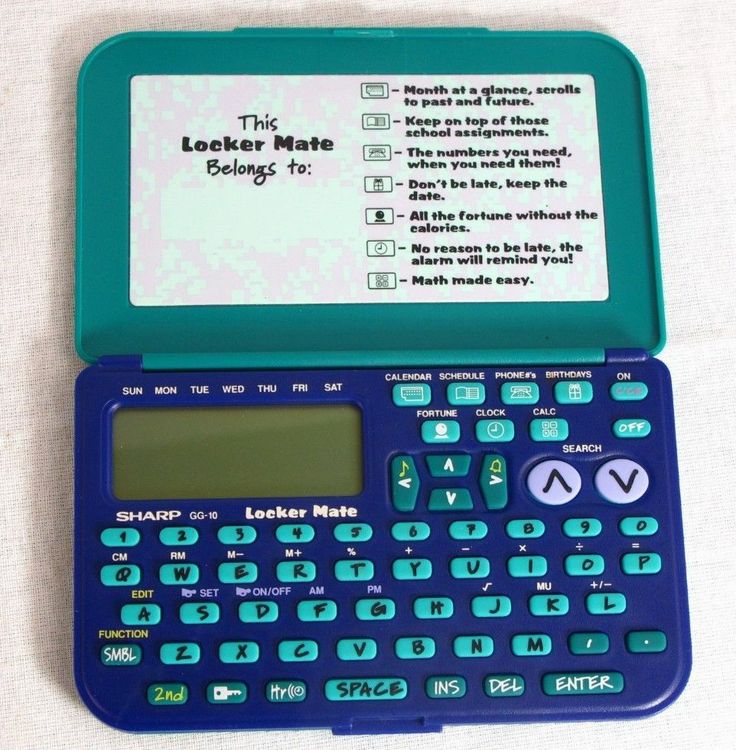 This
Locker Mate
Belongs to:
– Month at a glance, scrolls
to past and future.
– Keep on top of those
school assignments.
– The numbers you need,
when you need them!
– Don't be late, keep the
date.
– All the fortune without the
calories.
– No reason to be late, the
alarm will remind you!
– Math made easy.
SUN MON TUE WED THU FRI SAT
CALENDAR SCHEDULE PHONE#'s BIRTHDAYS ON
C·CE
FORTUNE CLOCK CALC
OFF
SEARCH
SHARP GG-10 Locker Mate
1 2 3 4 5 6 7 8 9 0
CM RM M− M+ % + − × ÷ =
Q W E R T Y U I O P
EDIT SET ON/OFF AM PM √ MU +/−
A S D F G H J K L
FUNCTION
SMBL Z X C V B N M , .
2nd Hr SPACE INS DEL ENTER